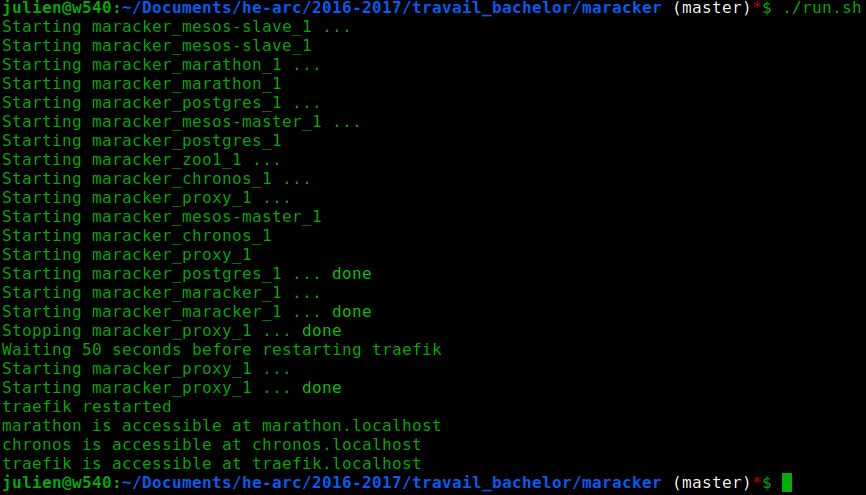 julien@w540:~/Documents/he-arc/2016-2017/travail_bachelor/maracker (master)*$ ./run.sh
Starting maracker_mesos-slave_1 ...
Starting maracker_mesos-slave_1
Starting maracker_marathon_1 ...
Starting maracker_marathon_1
Starting maracker_postgres_1 ...
Starting maracker_mesos-master_1 ...
Starting maracker_postgres_1
Starting maracker_zoo1_1 ...
Starting maracker_chronos_1 ...
Starting maracker_proxy_1 ...
Starting maracker_mesos-master_1
Starting maracker_chronos_1
Starting maracker_proxy_1
Starting maracker_postgres_1 ... done
Starting maracker_maracker_1 ...
Starting maracker_maracker_1 ... done
Stopping maracker_proxy_1 ... done
Waiting 50 seconds before restarting traefik
Starting maracker_proxy_1 ...
Starting maracker_proxy_1 ... done
traefik restarted
marathon is accessible at marathon.localhost
chronos is accessible at chronos.localhost
traefik is accessible at traefik.localhost
julien@w540:~/Documents/he-arc/2016-2017/travail_bachelor/maracker (master)*$